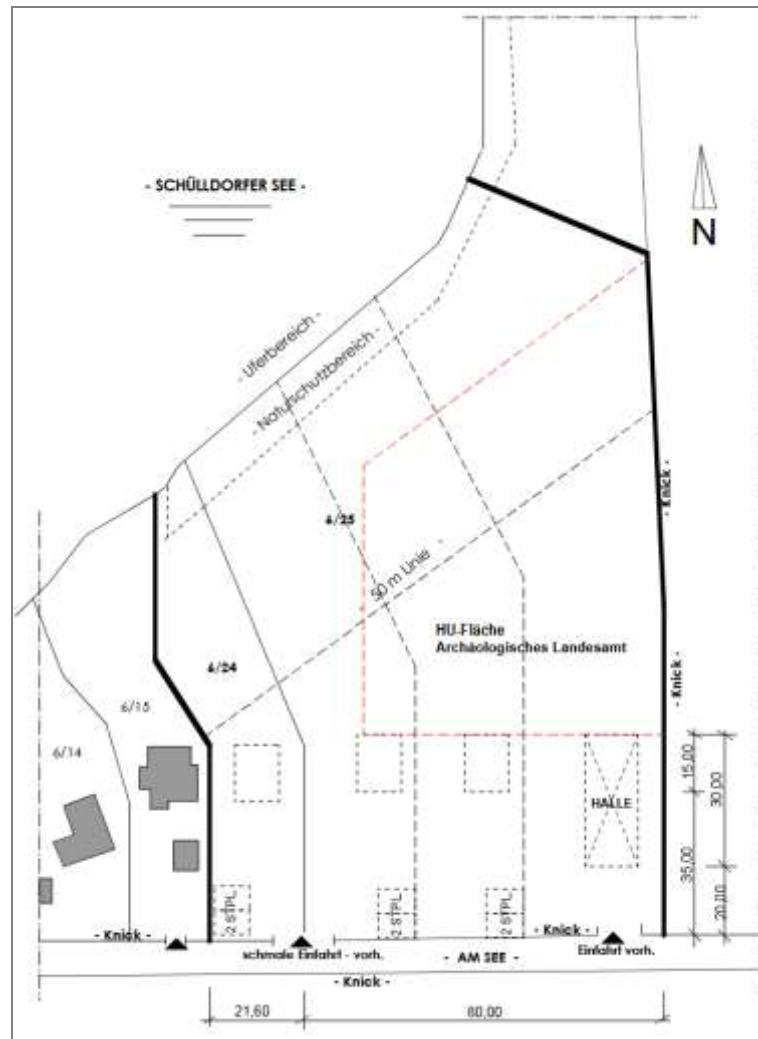 - SCHÜLLDORFER SEE -
N
- Uferbereich -
- Naturschutzbereich -
6/25
- 50 m Linie -
- Knick -
HU-Fläche
Archäologisches Landesamt
6/24
- Knick -
6/15
6/14
HALLE
15,00
30,00
35,00
20,00
2 STPL.
2 STPL.
2 STPL.
- Knick -
schmale Einfahrt - vorh.
- AM SEE -
- Knick -
Einfahrt vorh.
- Knick -
21,60
80,00